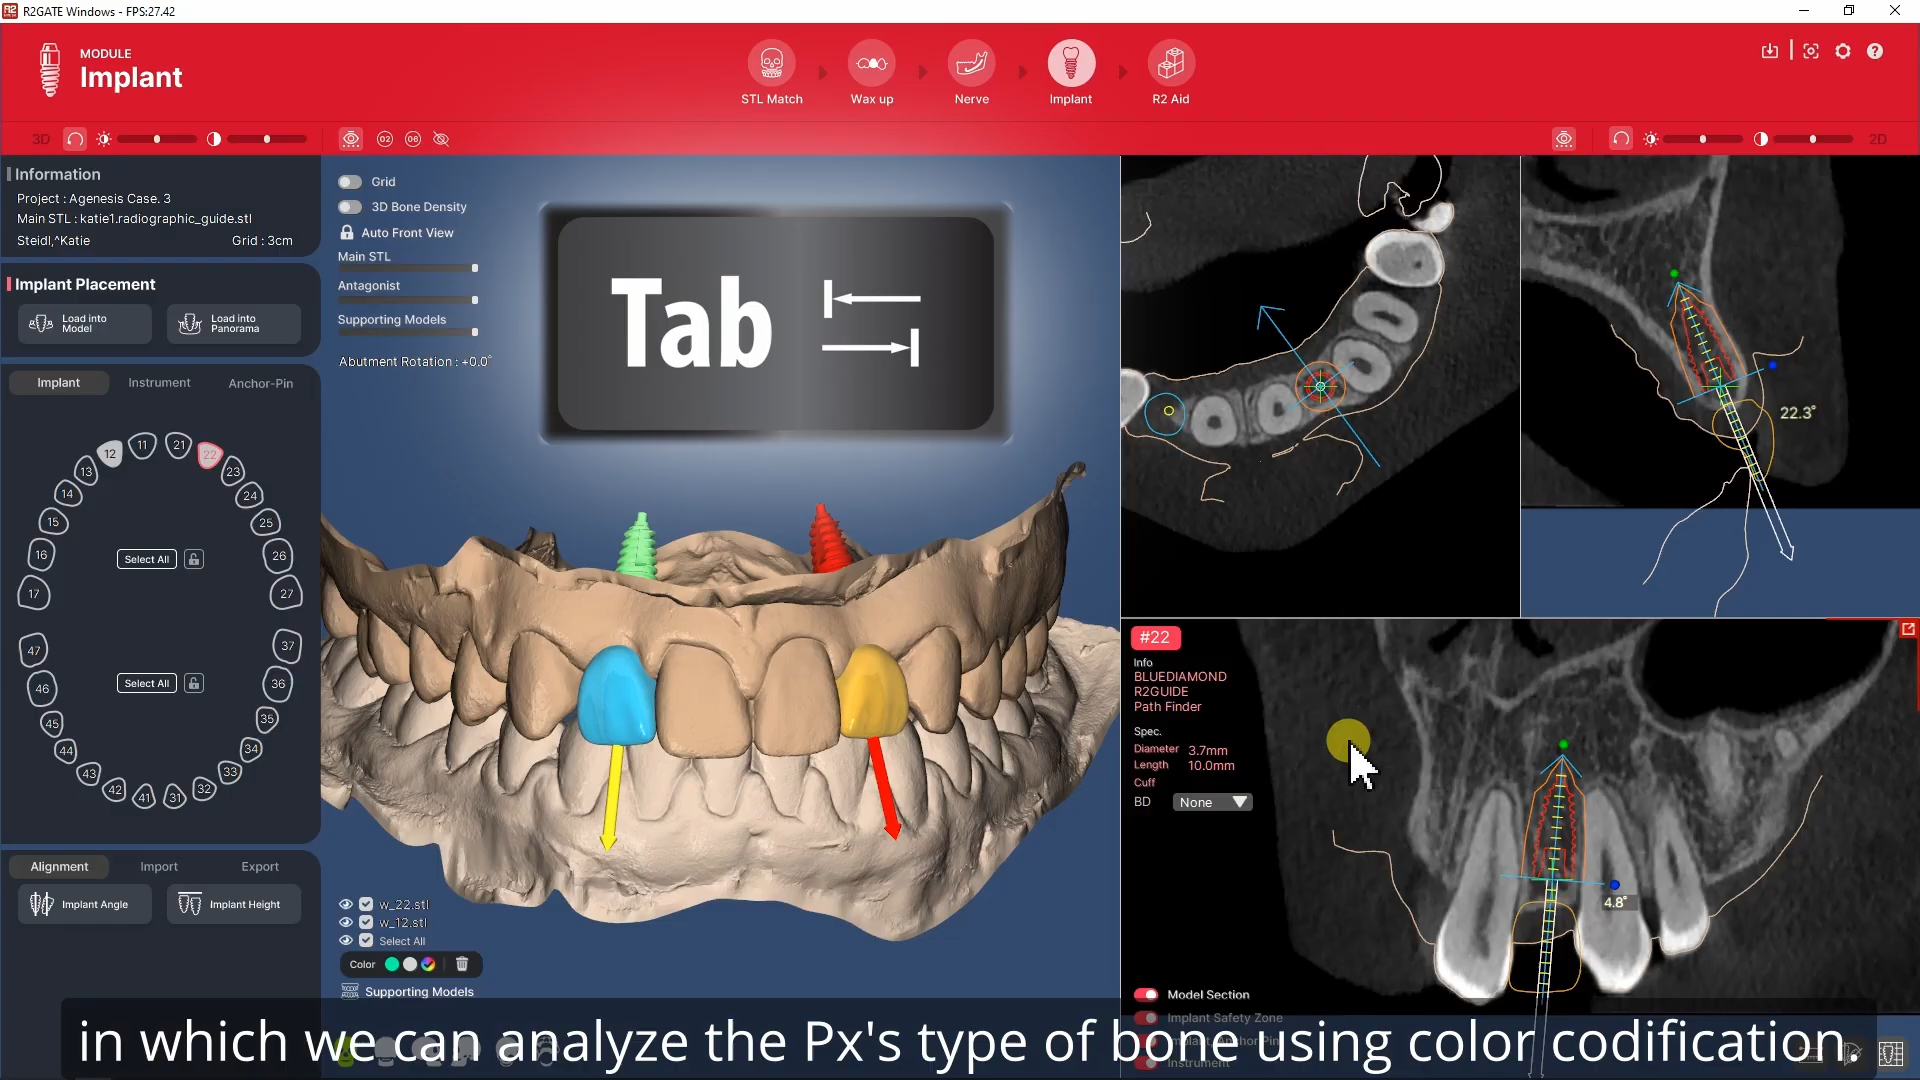 R2GATE Windows - FPS:27.42
MODULE
Implant
STL Match
Wax up
Nerve
Implant
R2 Aid
3D
02
06
2D
Information
Project : Agenesis Case. 3
Main STL : katie1.radiographic_guide.stl
Steidl,^Katie
Grid : 3cm
Implant Placement
Load into Model
Load into Panorama
Implant
Instrument
Anchor-Pin
12 11 21 22
13 23
14 24
15 25
16 26
17 27
Select All
47 37
46 36
45 35
44 34
43 33
42 41 31 32
Select All
Alignment
Import
Export
Implant Angle
Implant Height
Grid
3D Bone Density
Auto Front View
Main STL
Antagonist
Supporting Models
Abutment Rotation : +0.0°
Tab
w_22.stl
w_12.stl
Select All
Color
Supporting Models
22.3°
#22
Info
BLUEDIAMOND
R2GUIDE
Path Finder
Spec.
Diameter 3.7mm
Length 10.0mm
Cuff
BD None
4.8°
Model Section
Implant Safety Zone
Instrument
in which we can analyze the Px's type of bone using color codification.